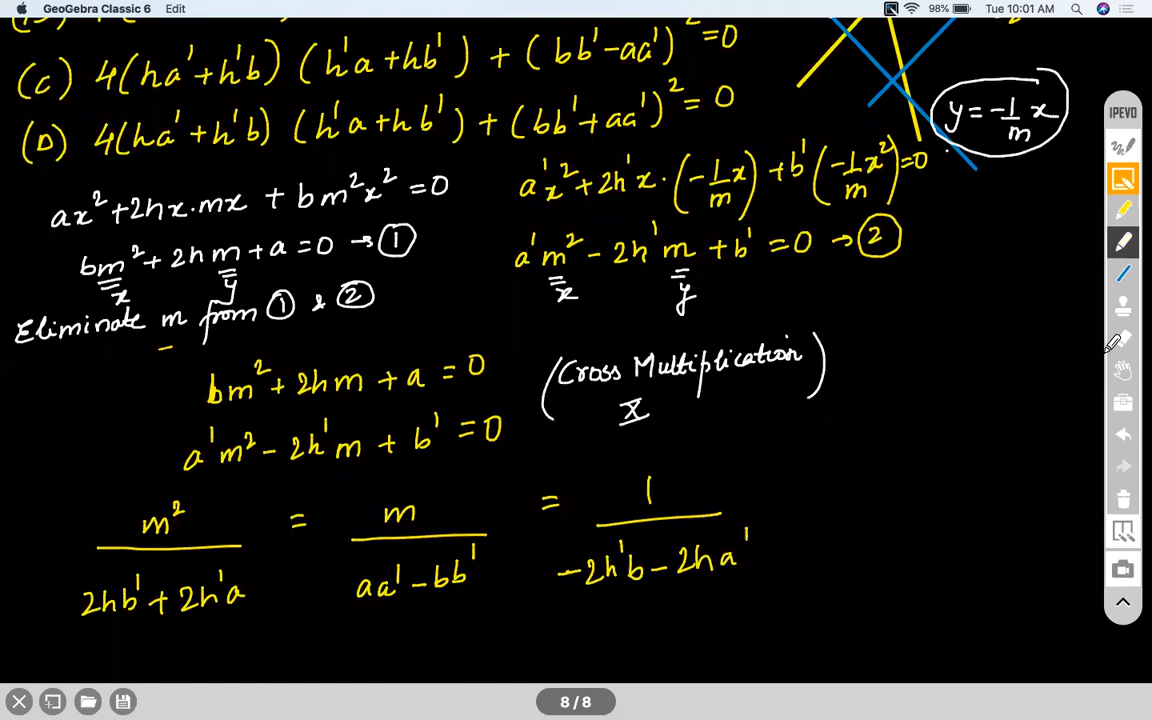 GeoGebra Classic 6 Edit 98% Tue 10:01 AM
(C) 4(ha'+h'b) (h'a+hb') + (bb'-aa')² =0
(D) 4(ha'+h'b) (h'a+hb') + (bb'+aa')² = 0
y = -1/m x
IPEVO
ax²+2hx.mx + bm²x² =0
a'x²+2h'x.(-1/m x) +b'(-1/m x²)=0
bm²+2hm+a=0 → ①
a'm² - 2h'm + b' =0 → ②
x y
x y
Eliminate m from ① & ②
bm²+2hm +a =0
(Cross Multiplication)
X
a'm² - 2h'm + b' =0
m²/(2hb'+2h'a) = m/(aa'-bb') = 1/(-2h'b-2ha')
8 / 8